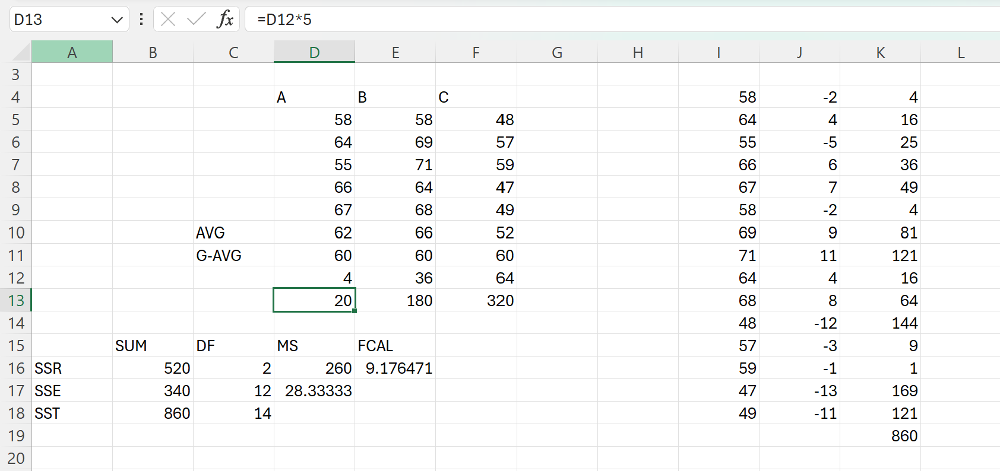 D13 fx =D12*5
A B C D E F G H I J K L
3
4 A B C 58 -2 4
5 58 58 48 64 4 16
6 64 69 57 55 -5 25
7 55 71 59 66 6 36
8 66 64 47 67 7 49
9 67 68 49 58 -2 4
10 AVG 62 66 52 69 9 81
11 G-AVG 60 60 60 71 11 121
12 4 36 64 64 4 16
13 20 180 320 68 8 64
14 48 -12 144
15 SUM DF MS FCAL 57 -3 9
16 SSR 520 2 260 9.176471 59 -1 1
17 SSE 340 12 28.33333 47 -13 169
18 SST 860 14 49 -11 121
19 860
20